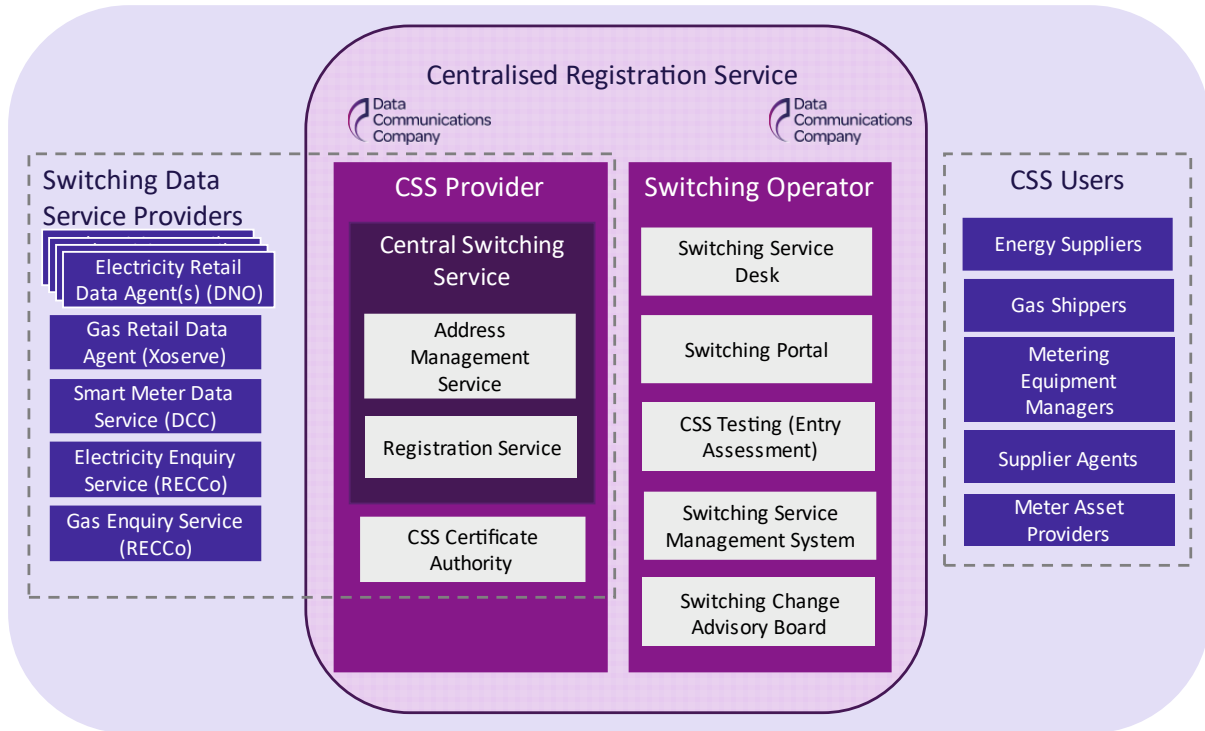 Centralised Registration Service
Data
Communications
Company
Data
Communications
Company
Switching Data
Service Providers
Electricity Retail
Data Agent(s) (DNO)
Gas Retail Data
Agent (Xoserve)
Smart Meter Data
Service (DCC)
Electricity Enquiry
Service (RECCo)
Gas Enquiry Service
(RECCo)
CSS Provider
Central Switching
Service
Address
Management
Service
Registration Service
CSS Certificate
Authority
Switching Operator
Switching Service
Desk
Switching Portal
CSS Testing (Entry
Assessment)
Switching Service
Management System
Switching Change
Advisory Board
CSS Users
Energy Suppliers
Gas Shippers
Metering
Equipment
Managers
Supplier Agents
Meter Asset
Providers